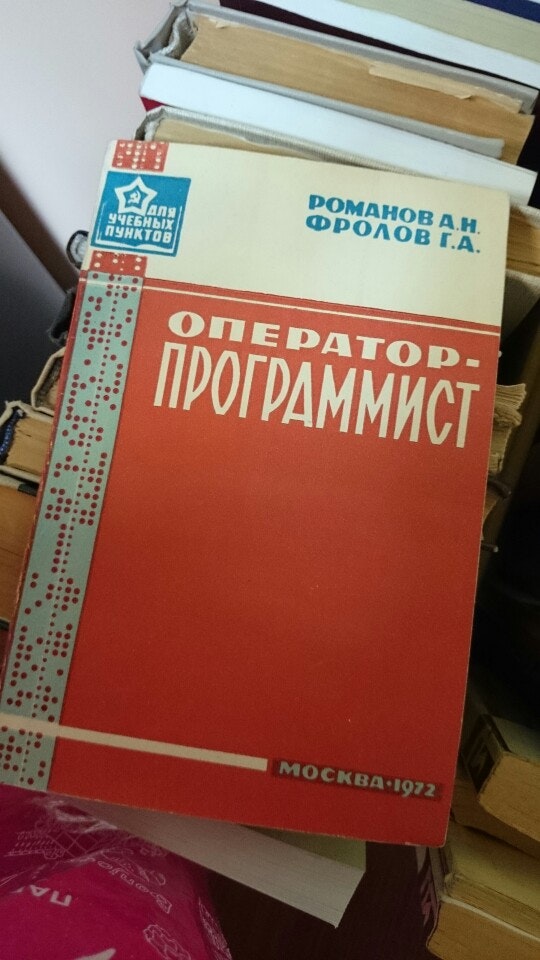 ДЛЯ
УЧЕБНЫХ
ПУНКТОВ
РОМАНОВ А.Н.
ФРОЛОВ Г.А.
ОПЕРАТОР-
ПРОГРАММИСТ
МОСКВА·1972